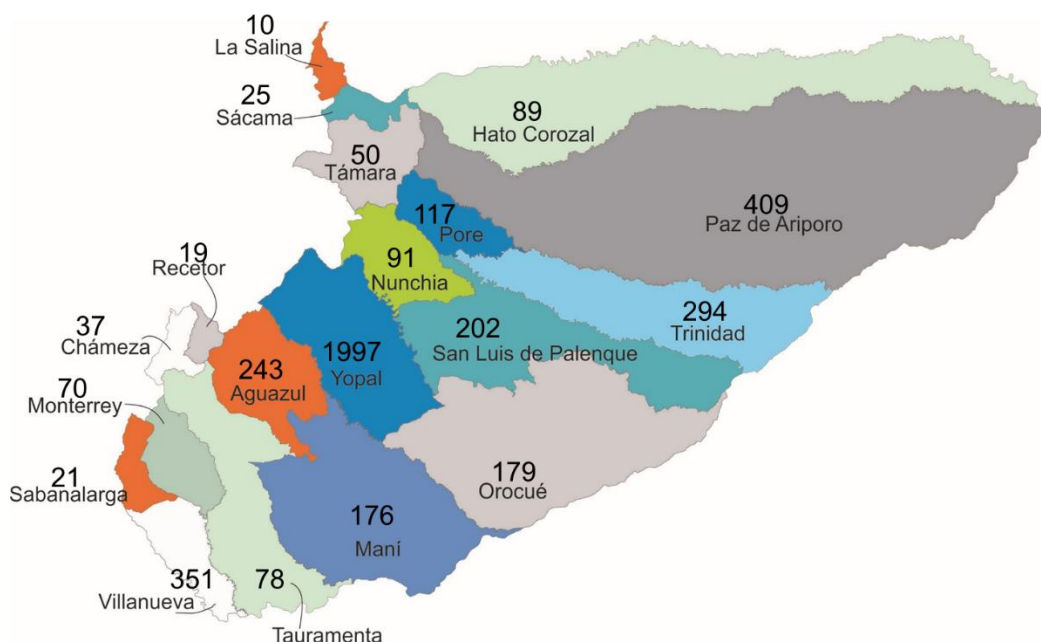 10
La Salina
25
Sácama
89
Hato Corozal
50
Támara
409
Paz de Ariporo
117
Pore
19
Recetor
91
Nunchia
294
Trinidad
37
Chámeza
202
San Luis de Palenque
1997
Yopal
243
Aguazul
70
Monterrey
21
Sabanalarga
179
Orocué
176
Maní
351
Villanueva
78
Tauramenta